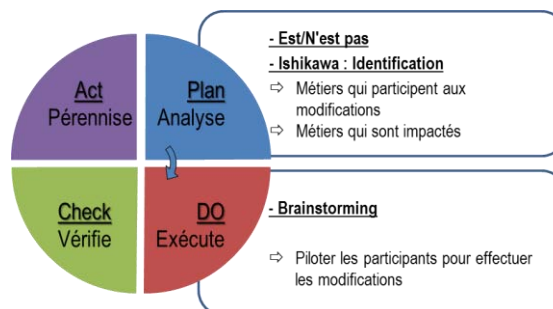 Act
Pérennise
Plan
Analyse
Check
Vérifie
DO
Exécute
- Est/N'est pas
- Ishikawa : Identification
⇨ Métiers qui participent aux
modifications
⇨ Métiers qui sont impactés
- Brainstorming
⇨ Piloter les participants pour effectuer
les modifications